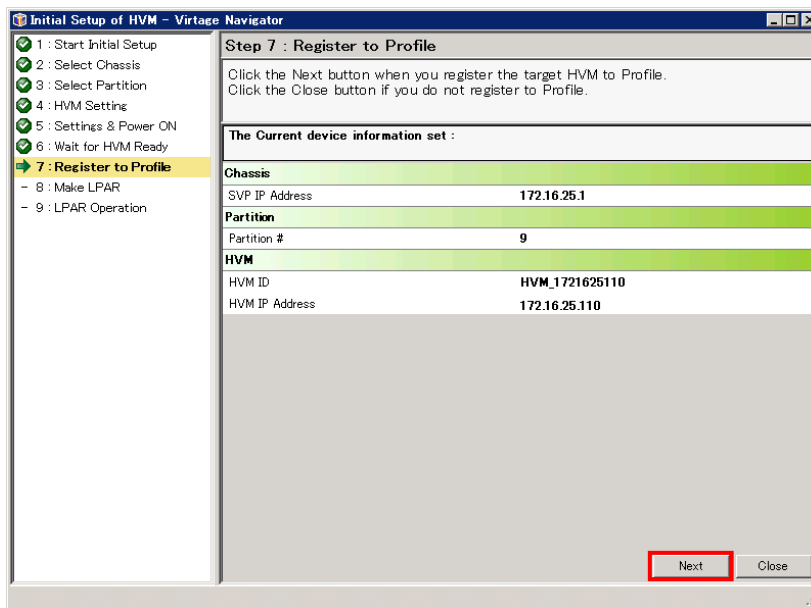 Initial Setup of HVM - Virtage Navigator
1 : Start Initial Setup
2 : Select Chassis
3 : Select Partition
4 : HVM Setting
5 : Settings & Power ON
6 : Wait for HVM Ready
7 : Register to Profile
- 8 : Make LPAR
- 9 : LPAR Operation
Step 7 : Register to Profile
Click the Next button when you register the target HVM to Profile.
Click the Close button if you do not register to Profile.
The Current device information set :
Chassis
SVP IP Address 172.16.25.1
Partition
Partition # 9
HVM
HVM ID HVM_1721625110
HVM IP Address 172.16.25.110
Next Close